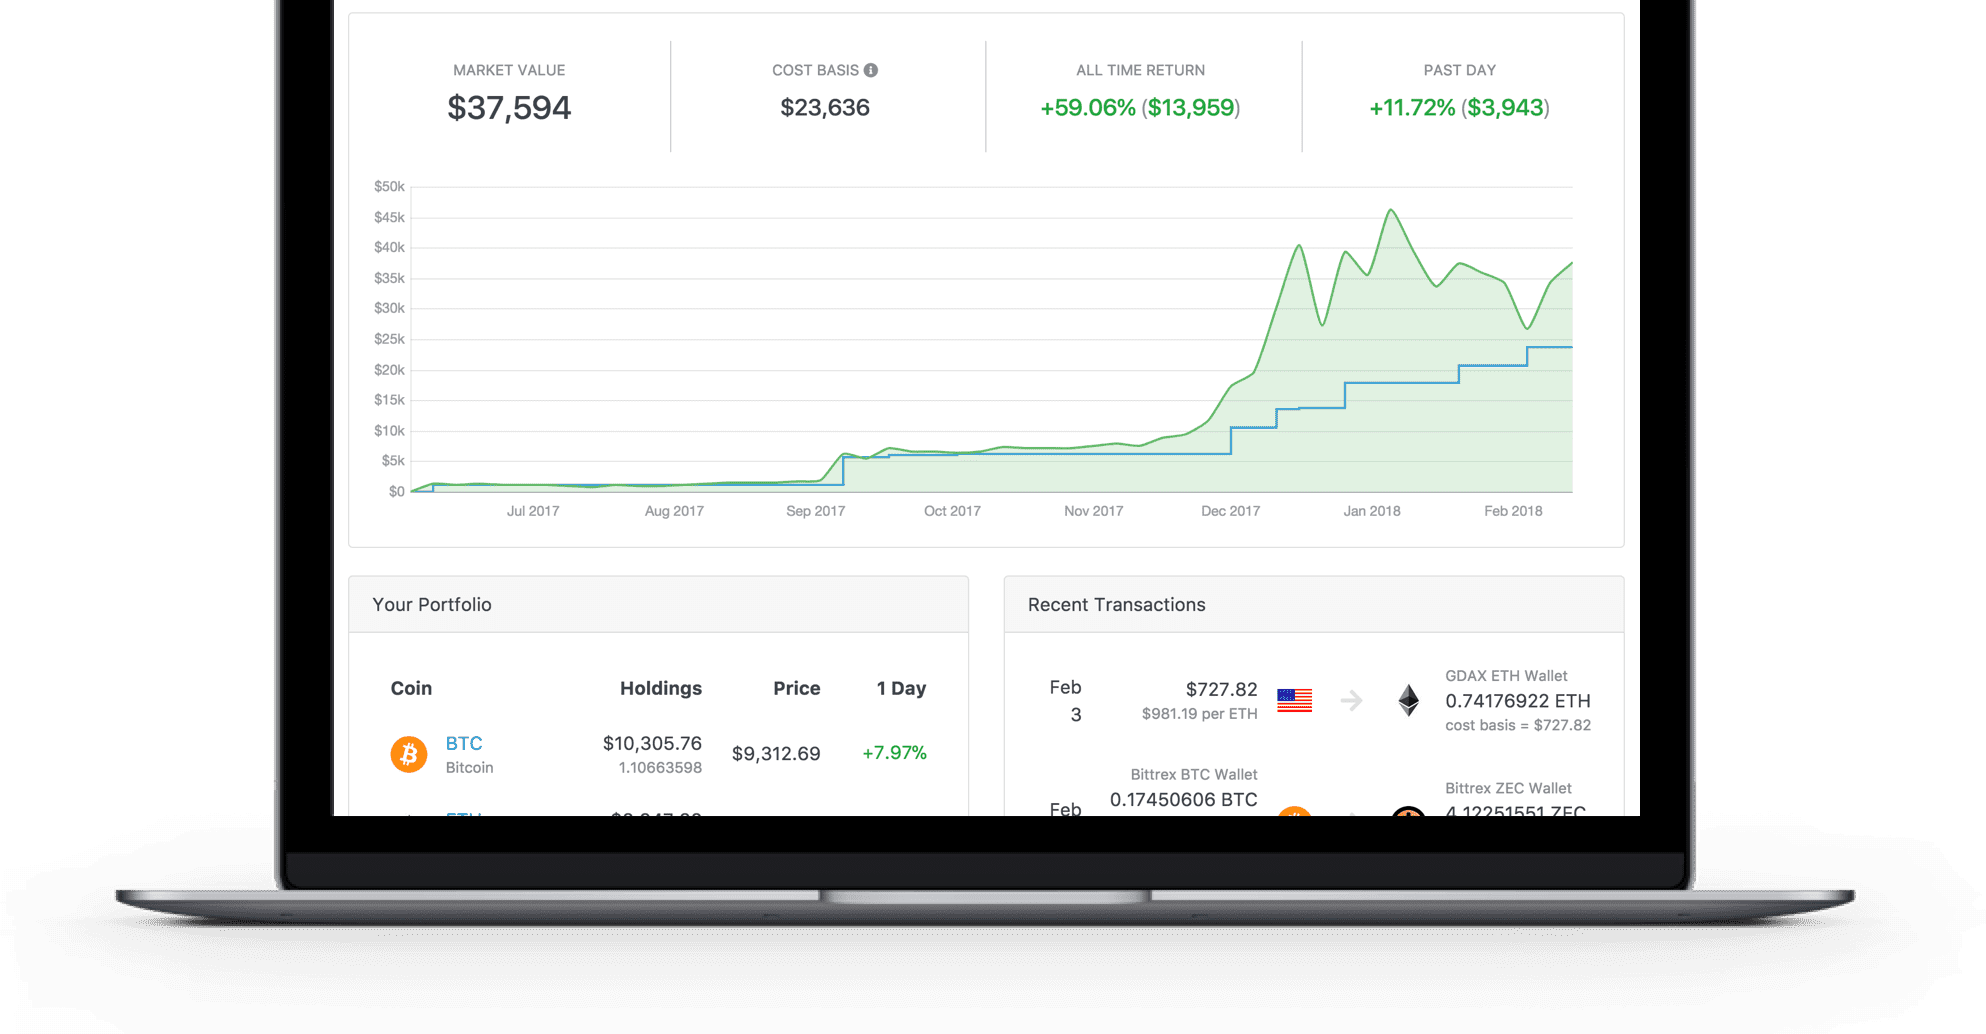 MARKET VALUE
$37,594
COST BASIS
$23,636
ALL TIME RETURN
+59.06% ($13,959)
PAST DAY
+11.72% ($3,943)
$50k
$45k
$40k
$35k
$30k
$25k
$20k
$15k
$10k
$5k
$0
Jul 2017 Aug 2017 Sep 2017 Oct 2017 Nov 2017 Dec 2017 Jan 2018 Feb 2018
Your Portfolio
Coin Holdings Price 1 Day
BTC $10,305.76 $9,312.69 +7.97%
Bitcoin 1.10663598
ETH
Recent Transactions
Feb 3
$727.82
$981.19 per ETH
GDAX ETH Wallet
0.74176922 ETH
cost basis = $727.82
Feb
Bittrex BTC Wallet
0.17450606 BTC
Bittrex ZEC Wallet
4.12251551 ZEC